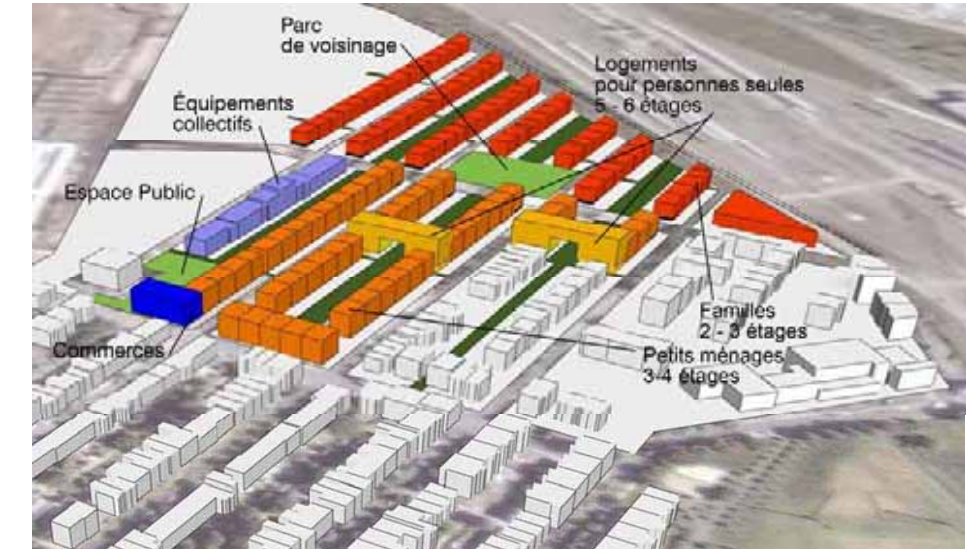 Parc
de voisinage
Logements
pour personnes seules
5 - 6 étages
Équipements
collectifs
Espace Public
Commerces
Familles
2 - 3 étages
Petits ménages
3-4 étages